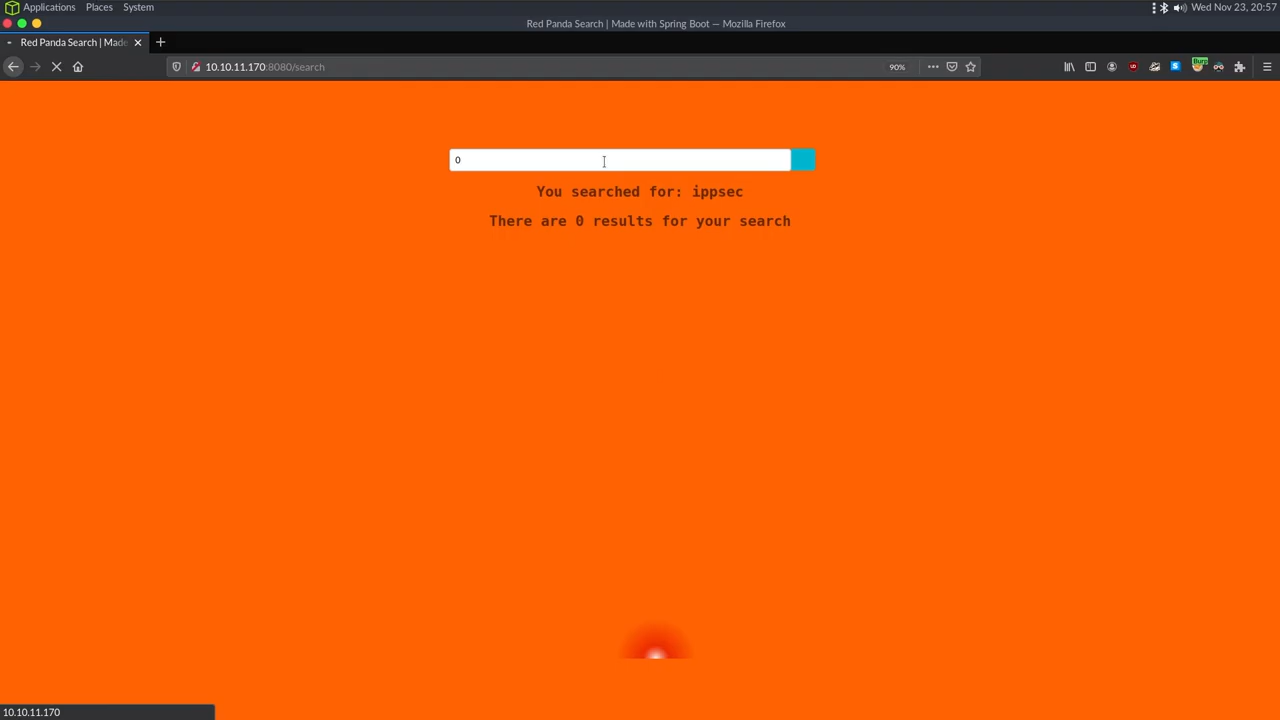 Applications Places System Wed Nov 23, 20:57
Red Panda Search | Made with Spring Boot — Mozilla Firefox
Red Panda Search | Made
10.10.11.170:8080/search 90%
0
You searched for: ippsec
There are 0 results for your search
10.10.11.170